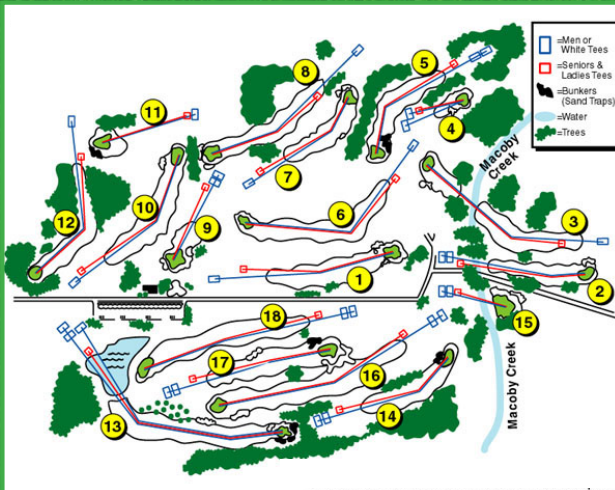 =Men or
White Tees
=Seniors &
Ladies Tees
=Bunkers
(Sand Traps)
=Water
=Trees
8
5
11
4
7
Macoby
Creek
12
10
9
6
3
1
2
18
15
17
16
13
14
Macoby Creek